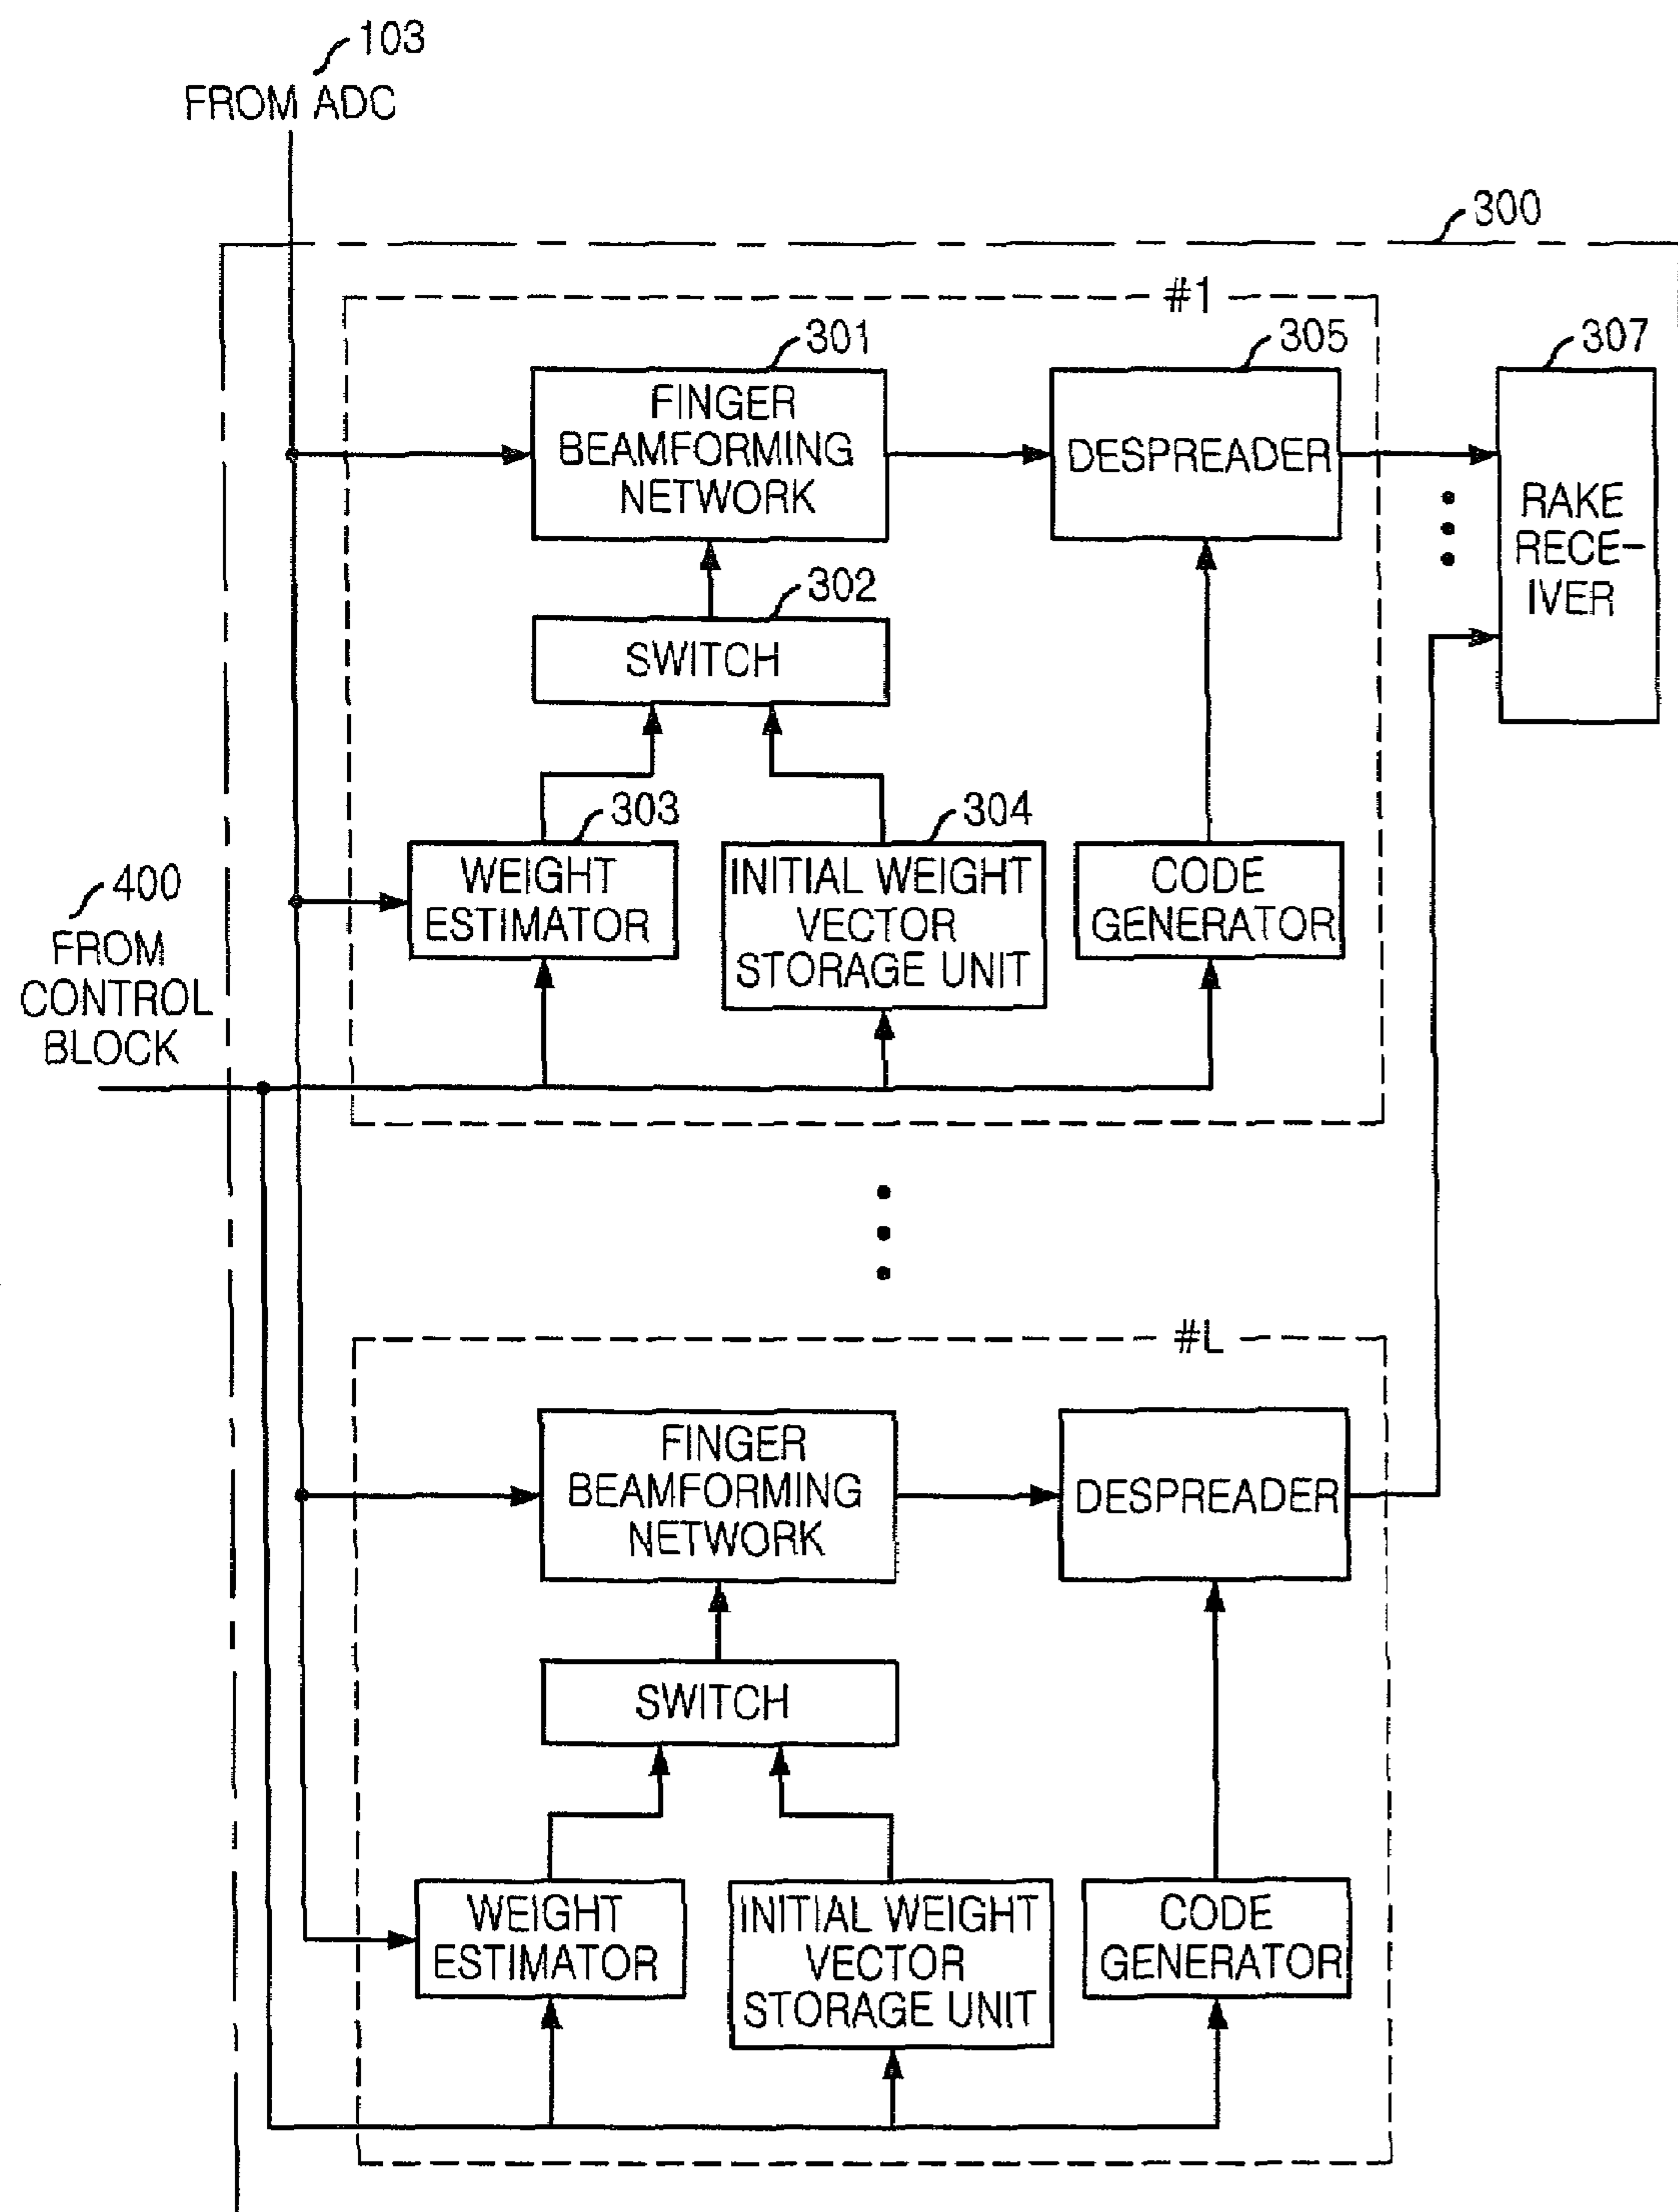 103
FROM ADC
300
#1
301
305
307
FINGER
BEAMFORMING
NETWORK
DESPREADER
RAKE
RECE-
IVER
302
SWITCH
303
304
WEIGHT
ESTIMATOR
INITIAL WEIGHT
VECTOR
STORAGE UNIT
CODE
GENERATOR
400
FROM
CONTROL
BLOCK
#L
FINGER
BEAMFORMING
NETWORK
DESPREADER
SWITCH
WEIGHT
ESTIMATOR
INITIAL WEIGHT
VECTOR
STORAGE UNIT
CODE
GENERATOR